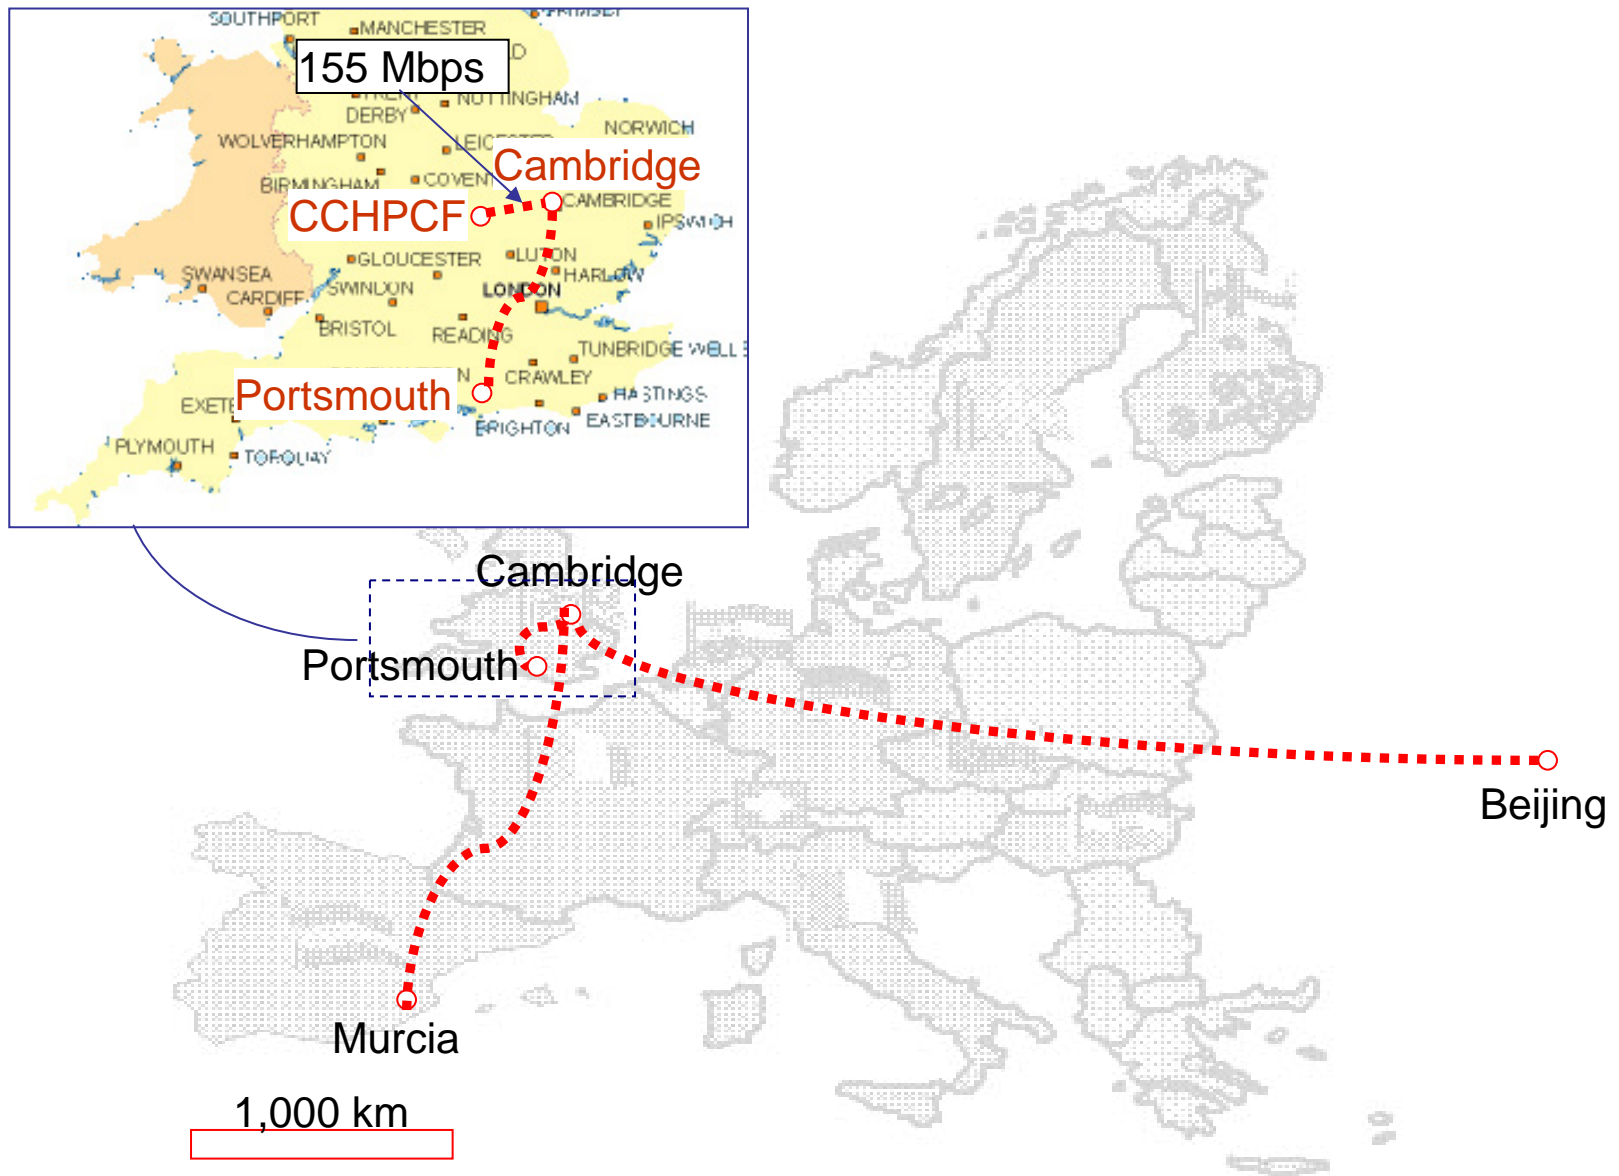 SOUTHPORT
MANCHESTER
155 Mbps
NOTTINGHAM
DERBY
NORWICH
WOLVERHAMPTON
Cambridge
BIRMINGHAM
CAMBRIDGE
CCHPCF
IPSWICH
GLOUCESTER
LUTON
HARLOW
SWANSEA
SWINDON
LONDON
CARDIFF
BRISTOL
READING
TUNBRIDGE WELL
CRAWLEY
Portsmouth
HASTINGS
BRIGHTON
EASTBOURNE
PLYMOUTH
TORQUAY
Cambridge
Portsmouth
Beijing
Murcia
1,000 km